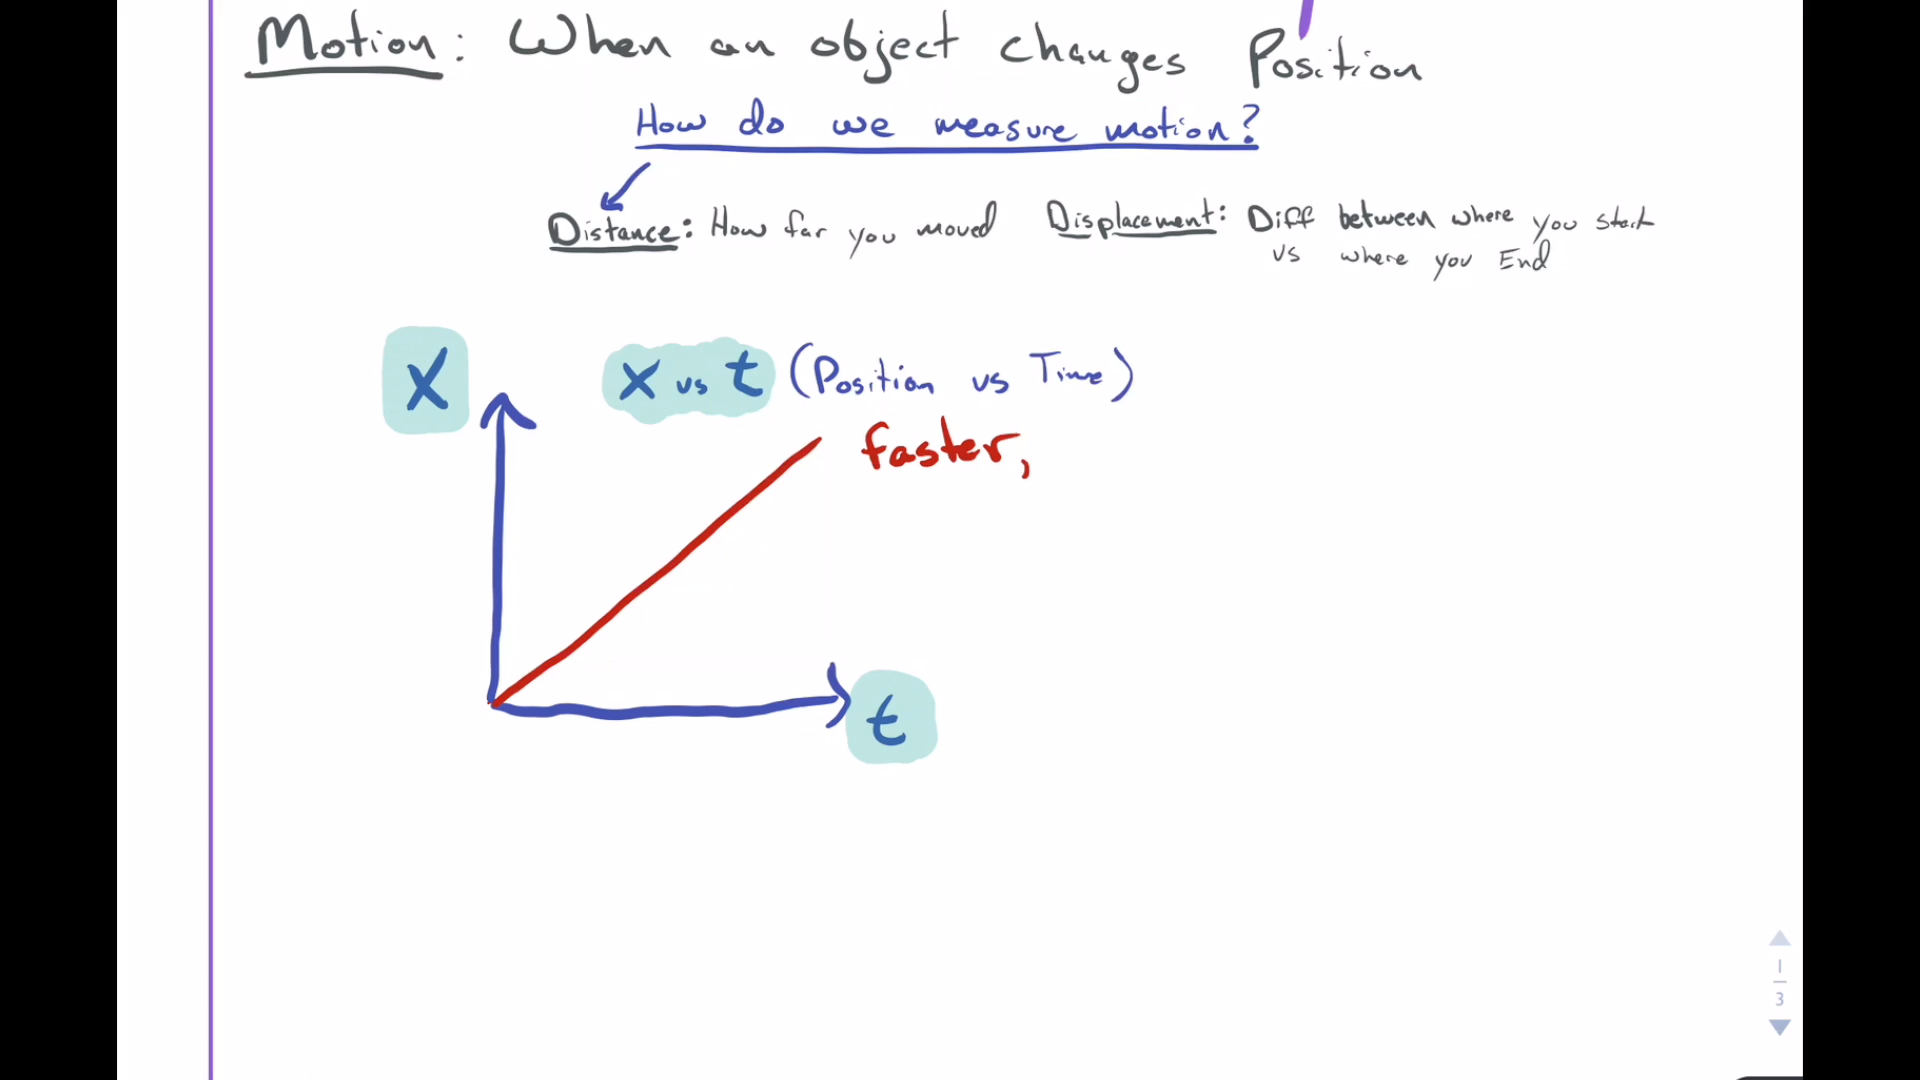 Motion: When an object changes Position
How do we measure motion?
Distance: How far you moved
Displacement: Diff between where you start
vs where you End
X
x vs t (Position vs Time)
faster,
t
1
3